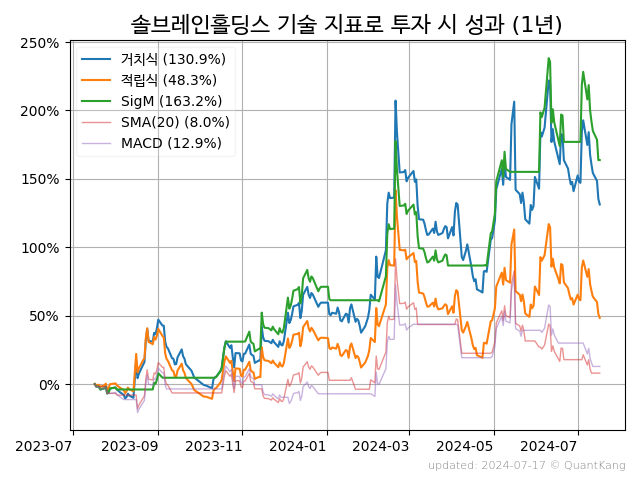 솔브레인홀딩스 기술 지표로 투자 시 성과 (1년)
250%
200%
150%
100%
50%
0%
거치식 (130.9%)
적립식 (48.3%)
SigM (163.2%)
SMA(20) (8.0%)
MACD (12.9%)
2023-07 2023-09 2023-11 2024-01 2024-03 2024-05 2024-07
updated: 2024-07-17 © QuantKang